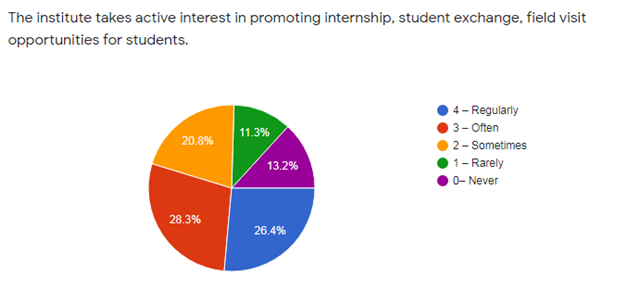 The institute takes active interest in promoting internship, student exchange, field visit
opportunities for students.
4 – Regularly
3 – Often
2 – Sometimes
1 – Rarely
0– Never
20.8%
11.3%
13.2%
28.3%
26.4%